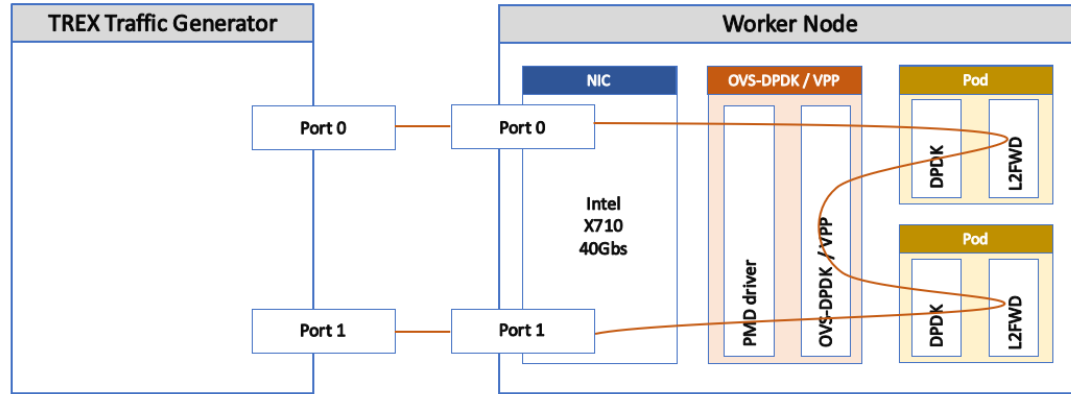 TREX Traffic Generator
Port 0
Port 1
Worker Node
Port 0
Port 1
NIC
Intel
X710
40Gbs
OVS-DPDK / VPP
PMD driver
OVS-DPDK / VPP
Pod
DPDK
L2FWD
Pod
DPDK
L2FWD